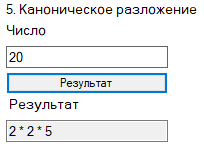 5. Каноническое разложение
Число
20
Результат
Результат
2 * 2 * 5